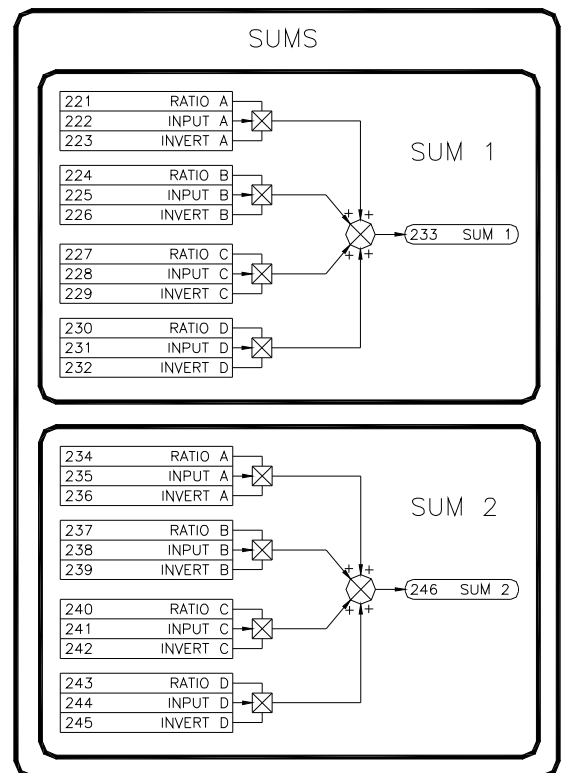 SUMS
SUM 1
221 RATIO A
222 INPUT A
223 INVERT A
224 RATIO B
225 INPUT B
226 INVERT B
227 RATIO C
228 INPUT C
229 INVERT C
230 RATIO D
231 INPUT D
232 INVERT D
+ +
+ +
233 SUM 1
SUM 2
234 RATIO A
235 INPUT A
236 INVERT A
237 RATIO B
238 INPUT B
239 INVERT B
240 RATIO C
241 INPUT C
242 INVERT C
243 RATIO D
244 INPUT D
245 INVERT D
+ +
+ +
246 SUM 2